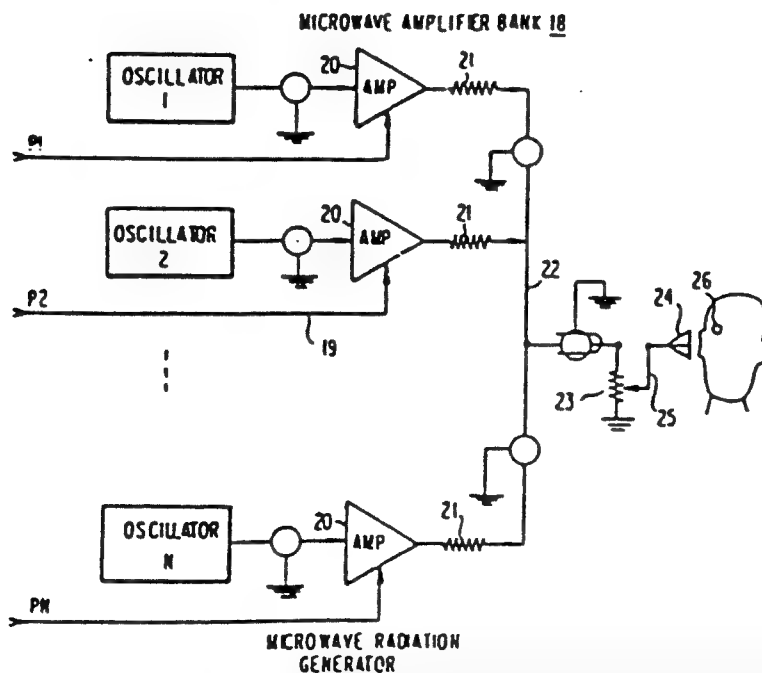 MICROWAVE AMPLIFIER BANK 18
OSCILLATOR
1
20
AMP
21
P1
OSCILLATOR
2
20
AMP
21
22
P2
19
24
26
23
25
OSCILLATOR
N
20
AMP
21
PN
MICROWAVE RADIATION
GENERATOR